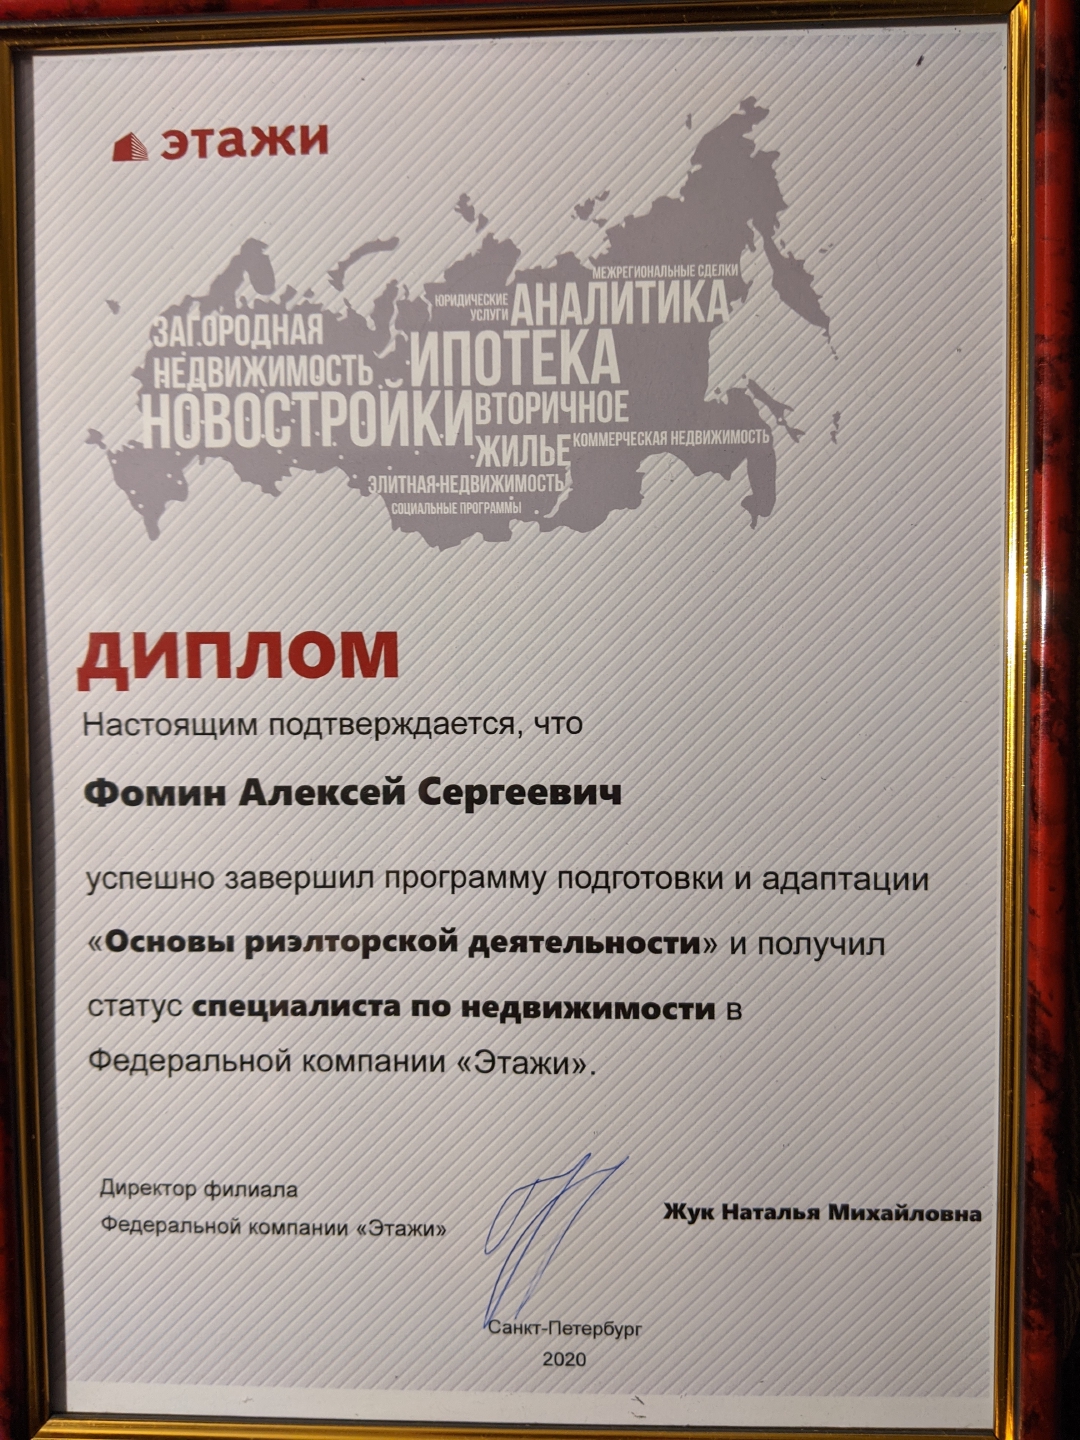 этажи
МЕЖРЕГИОНАЛЬНЫЕ СДЕЛКИ
ЮРИДИЧЕСКИЕ
УСЛУГИ
АНАЛИТИКА
ЗАГОРОДНАЯ
НЕДВИЖИМОСТЬ
ИПОТЕКА
НОВОСТРОЙКИ
ВТОРИЧНОЕ
ЖИЛЬЕ
КОММЕРЧЕСКАЯ НЕДВИЖИМОСТЬ
ЭЛИТНАЯ НЕДВИЖИМОСТЬ
СОЦИАЛЬНЫЕ ПРОГРАММЫ
ДИПЛОМ
Настоящим подтверждается, что
Фомин Алексей Сергеевич
успешно завершил программу подготовки и адаптации
«Основы риэлторской деятельности» и получил
статус специалиста по недвижимости в
Федеральной компании «Этажи».
Директор филиала
Федеральной компании «Этажи»
Жук Наталья Михайловна
Санкт-Петербург
2020